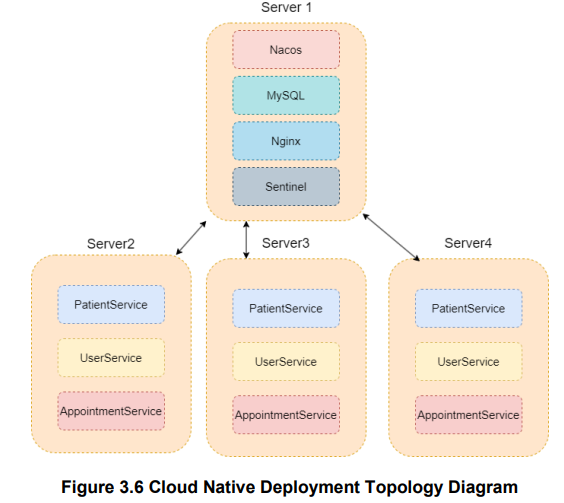 Server 1
Nacos
MySQL
Nginx
Sentinel
Server2
Server3
Server4
PatientService
UserService
AppointmentService
PatientService
UserService
AppointmentService
PatientService
UserService
AppointmentService
Figure 3.6 Cloud Native Deployment Topology Diagram